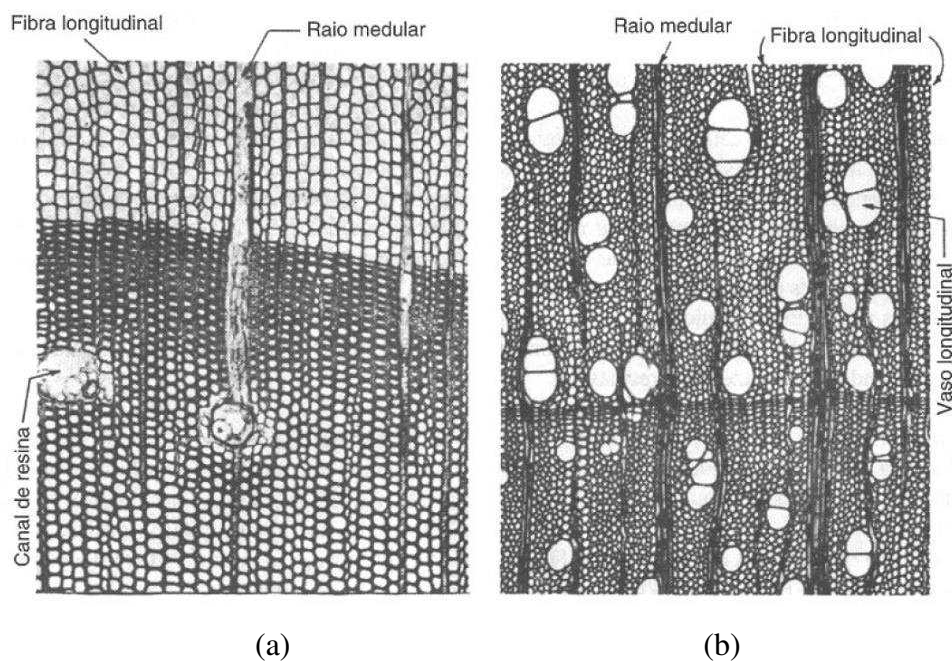 Fibra longitudinal
Raio medular
Canal de resina
(a)
Raio medular
Fibra longitudinal
Vaso longitudinal
(b)